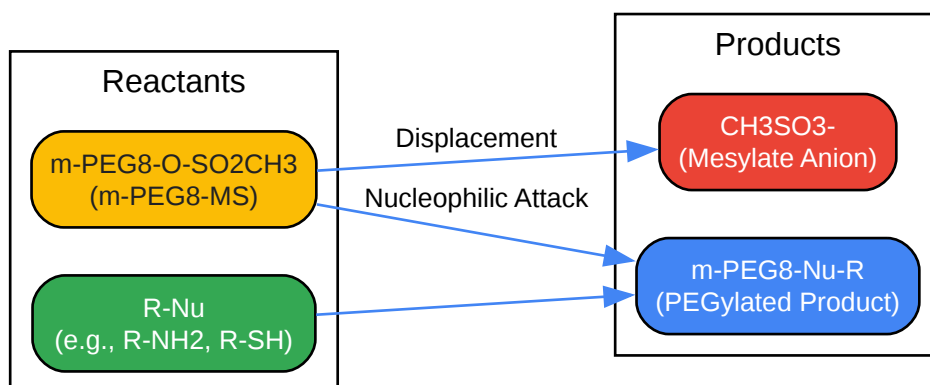 Reactants
m-PEG8-O-SO2CH3
(m-PEG8-MS)
R-Nu
(e.g., R-NH2, R-SH)
Displacement
Nucleophilic Attack
Products
CH3SO3-
(Mesylate Anion)
m-PEG8-Nu-R
(PEGylated Product)